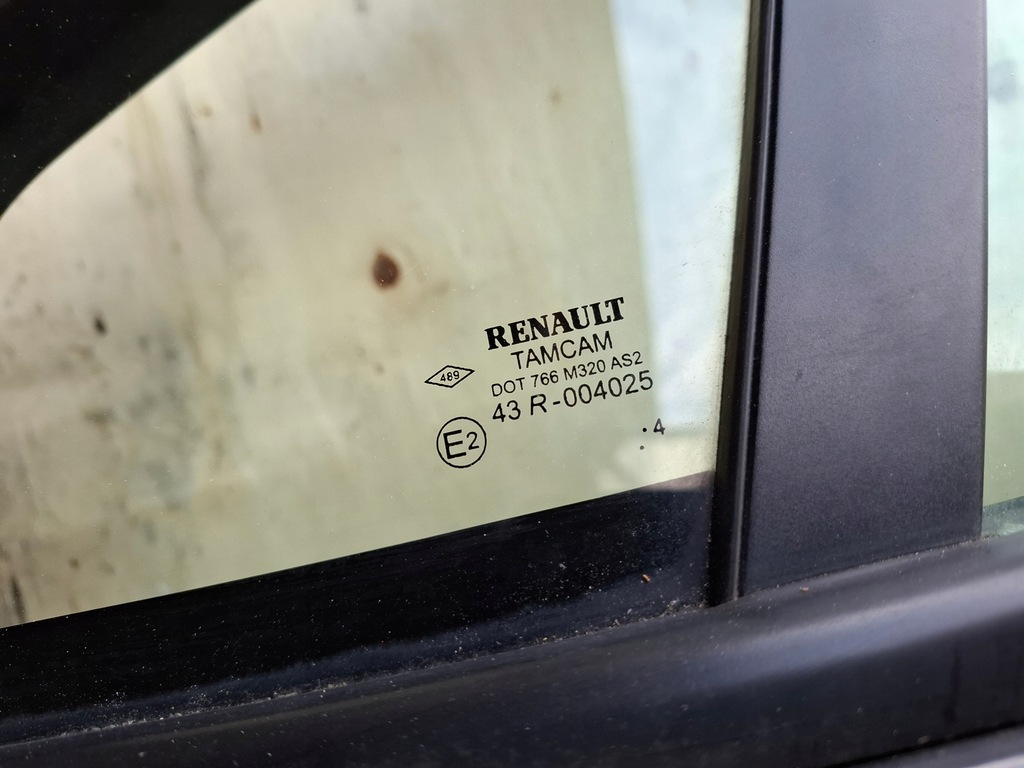 RENAULT
TAMCAM
489
DOT 766 M320 AS2
43 R-004025
E2
: 4